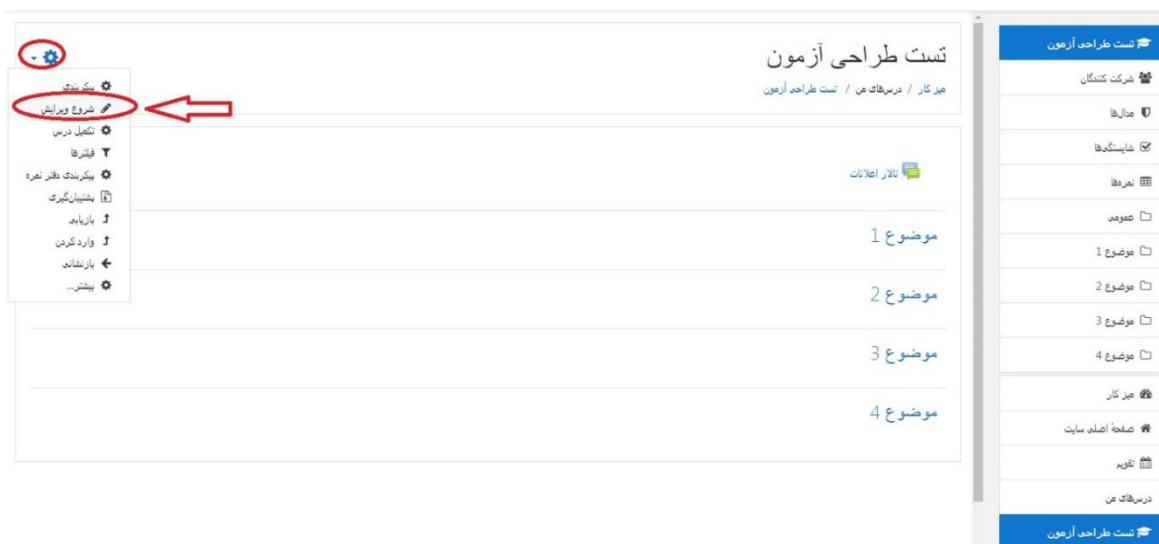 تست طراحی آزمون
میز کار / درس‌های من / تست طراحی آزمون
پیکربندی
شروع ویرایش
تکمیل درس
فیلترها
پیکربندی دفتر نمره
پشتیبان‌گیری
بازیابی
وارد کردن
بازنشانی
بیشتر...
تالار اعلانات
موضوع 1
موضوع 2
موضوع 3
موضوع 4
تست طراحی آزمون
شرکت کنندگان
مدال‌ها
شایستگی‌ها
نمره‌ها
عمومی
موضوع 1
موضوع 2
موضوع 3
موضوع 4
میز کار
صفحهٔ اصلی سایت
تقویم
درس‌های من
تست طراحی آزمون